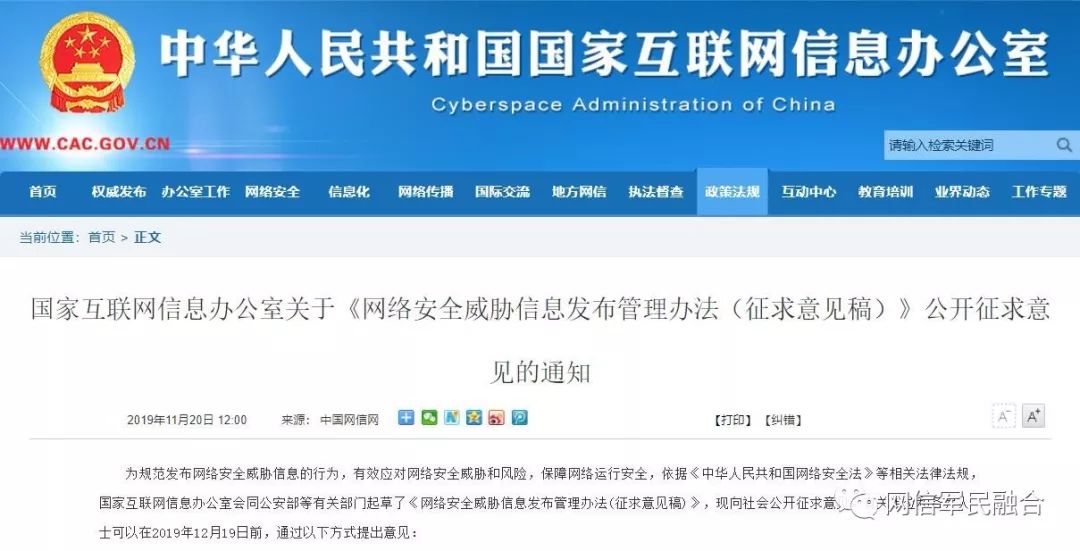 中华人民共和国国家互联网信息办公室
Cyberspace Administration of China
WWW.CAC.GOV.CN
请输入检索关键词
首页 权威发布 办公室工作 网络安全 信息化 网络传播 国际交流 地方网信 执法督查 政策法规 互动中心 教育培训 业界动态 工作专题
当前位置: 首页 > 正文
国家互联网信息办公室关于《网络安全威胁信息发布管理办法（征求意见稿）》公开征求意
见的通知
2019年11月20日 12:00 来源: 中国网信网 【打印】【纠错】 A- A+
为规范发布网络安全威胁信息的行为，有效应对网络安全威胁和风险，保障网络运行安全，依据《中华人民共和国网络安全法》等相关法律法规，
国家互联网信息办公室会同公安部等有关部门起草了《网络安全威胁信息发布管理办法(征求意见稿)》，现向社会公开征求意
士可以在2019年12月19日前，通过以下方式提出意见：
网信军民融合